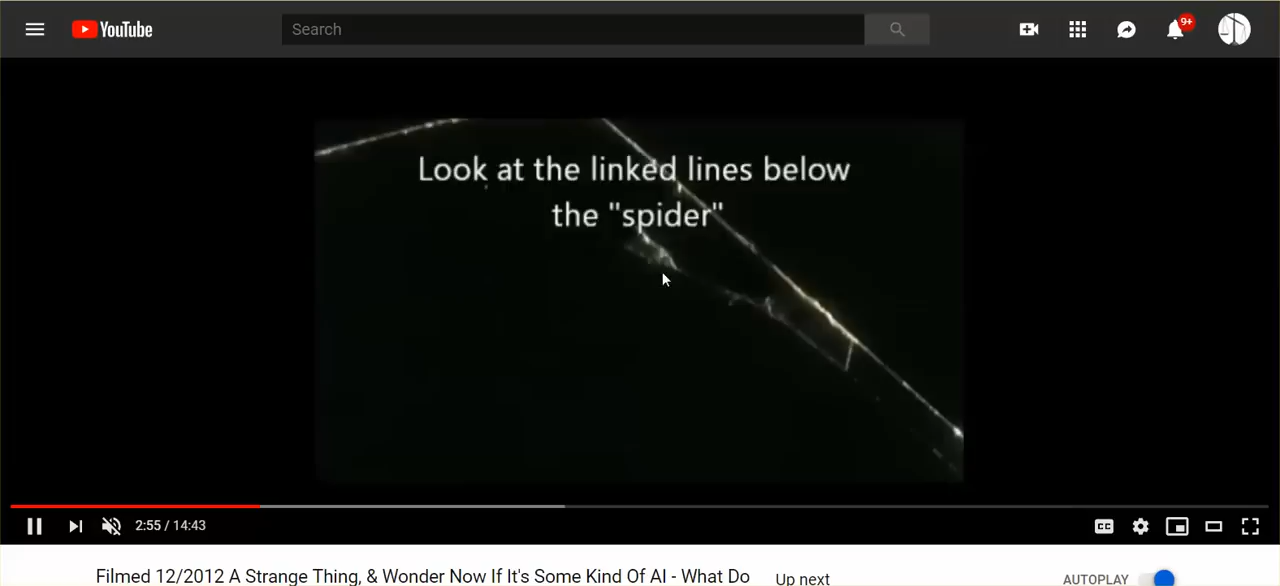 YouTube
Search
9+
Look at the linked lines below
the "spider"
2:55 / 14:43
CC
Filmed 12/2012 A Strange Thing, & Wonder Now If It's Some Kind Of AI - What Do
Up next
AUTOPLAY